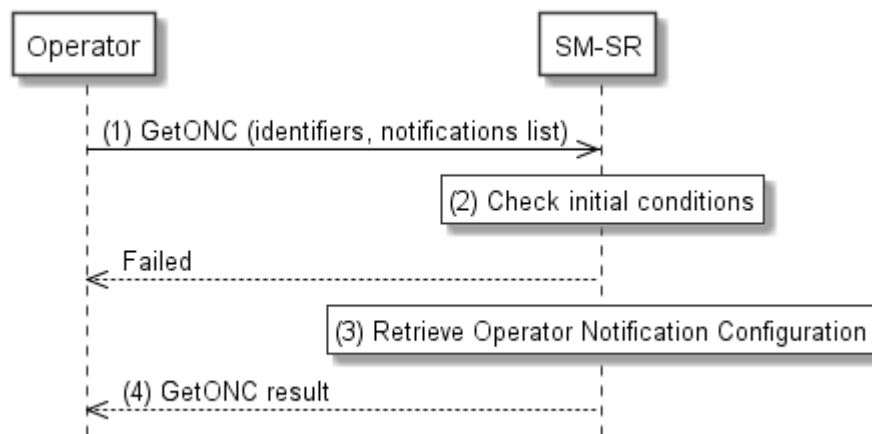 Operator
SM-SR
(1) GetONC (identifiers, notifications list)
(2) Check initial conditions
Failed
(3) Retrieve Operator Notification Configuration
(4) GetONC result